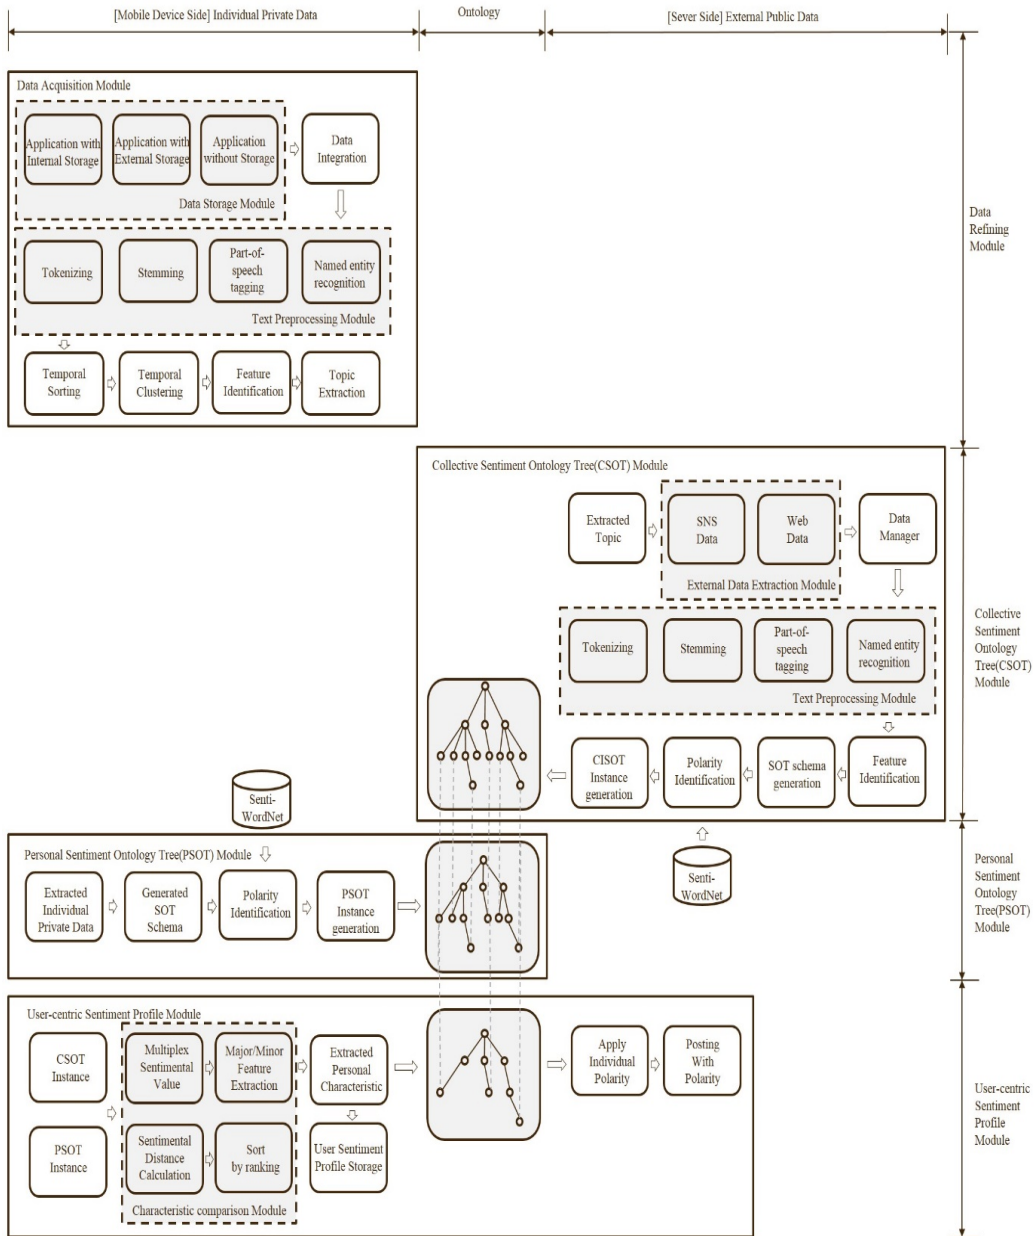 [Mobile Device Side] Individual Private Data
Ontology
[Sever Side] External Public Data
Data Acquisition Module
Application with
Internal Storage
Application with
External Storage
Application
without Storage
Data
Integration
Data Storage Module
Tokenizing
Stemming
Part-of-
speech
tagging
Named entity
recognition
Text Preprocessing Module
Temporal
Sorting
Temporal
Clustering
Feature
Identification
Topic
Extraction
Data
Refining
Module
Collective Sentiment Ontology Tree(CSOT) Module
Extracted
Topic
SNS
Data
Web
Data
Data
Manager
External Data Extraction Module
Tokenizing
Stemming
Part-of-
speech
tagging
Named entity
recognition
Text Preprocessing Module
CISOT
Instance
generation
Polarity
Identification
SOT schema
generation
Feature
Identification
Collective
Sentiment
Ontology
Tree(CSOT)
Module
Senti-
WordNet
Senti-
WordNet
Personal Sentiment Ontology Tree(PSOT) Module
Extracted
Individual
Private Data
Generated
SOT
Schema
Polarity
Identification
PSOT
Instance
generation
Personal
Sentiment
Ontology
Tree(PSOT)
Module
User-centric Sentiment Profile Module
CSOT
Instance
PSOT
Instance
Multiplex
Sentimental
Value
Major/Minor
Feature
Extraction
Sentimental
Distance
Calculation
Sort
by ranking
Characteristic comparison Module
Extracted
Personal
Characteristic
User Sentiment
Profile Storage
Apply
Individual
Polarity
Posting
With
Polarity
User-centric
Sentiment
Profile
Module